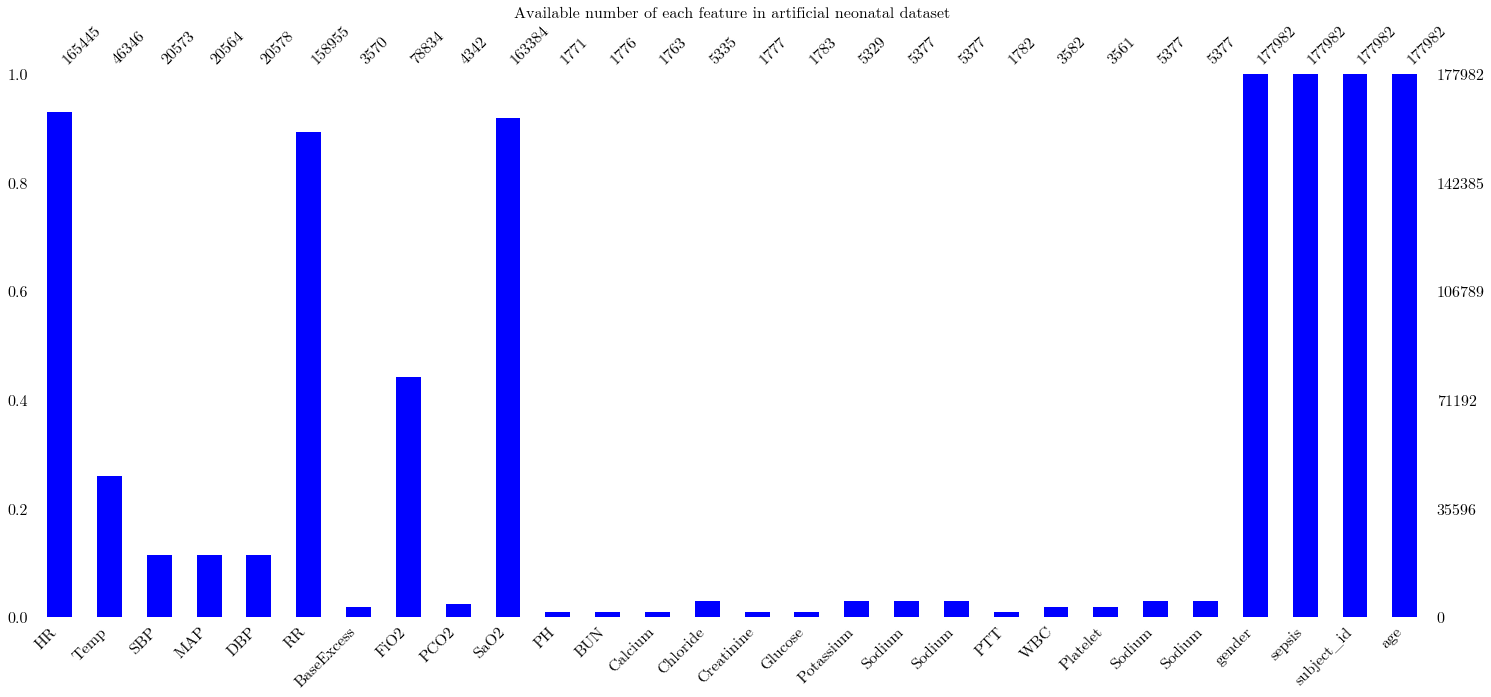 Available number of each feature in artificial neonatal dataset
165445 46346 20573 20564 20578 158955 3570 78834 4342 163384 1771 1776 1763 5335 1777 1783 5329 5377 5377 1782 3582 3561 5377 5377 177982 177982 177982 177982
1.0 177982
0.8 142385
0.6 106789
0.4 71192
0.2 35596
0.0 0
HR Temp SBP MAP DBP RR BaseExcess FiO2 PCO2 SaO2 PH BUN Calcium Chloride Creatinine Glucose Potassium Sodium Sodium PTT WBC Platelet Sodium Sodium gender sepsis subject_id age